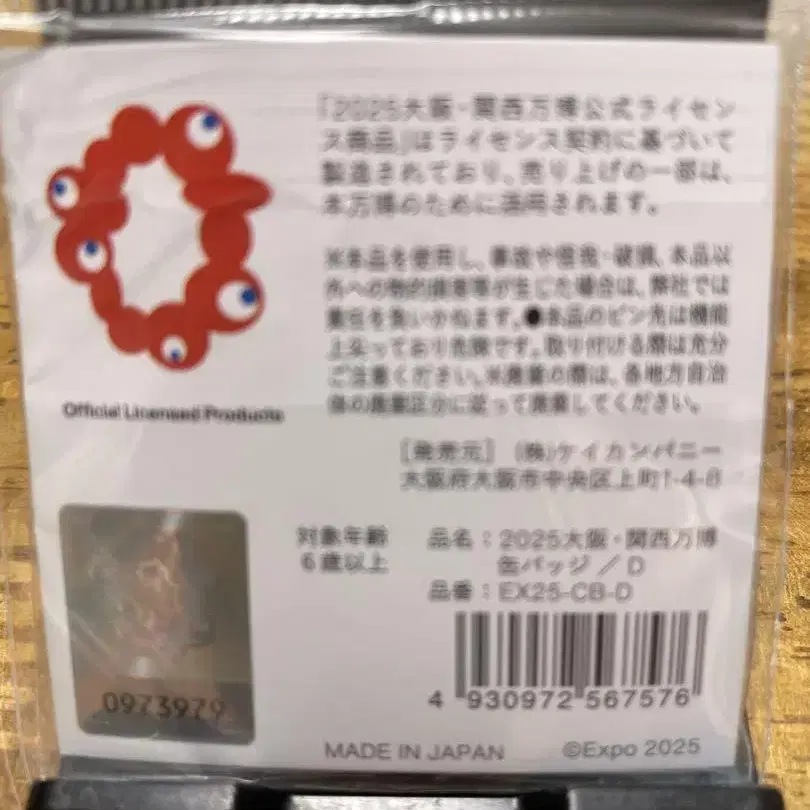 「2025大阪・関西万博公式ライセン
ス商品」はライセンス契約に基づいて
製造されており、売り上げの一部は、
本万博のために活用されます。
※本品を使用し、事故や怪我・破損、本品以
外への物的損害等が生じた場合は、弊社では
責任を負いかねます。●本品のピン先は機能
上尖っており危険です。取り付ける際は充分
ご注意ください。※廃棄の際は、各地方自治
体の廃棄区分に従って廃棄してください。
Official Licensed Products
[発売元] (株)ケイカンパニー
大阪府大阪市中央区上町1-4-8
対象年齢
6歳以上
品名:2025大阪・関西万博
缶バッジ/D
品番:EX25-CB-D
4 930972 567576
0973979
MADE IN JAPAN ©Expo 2025